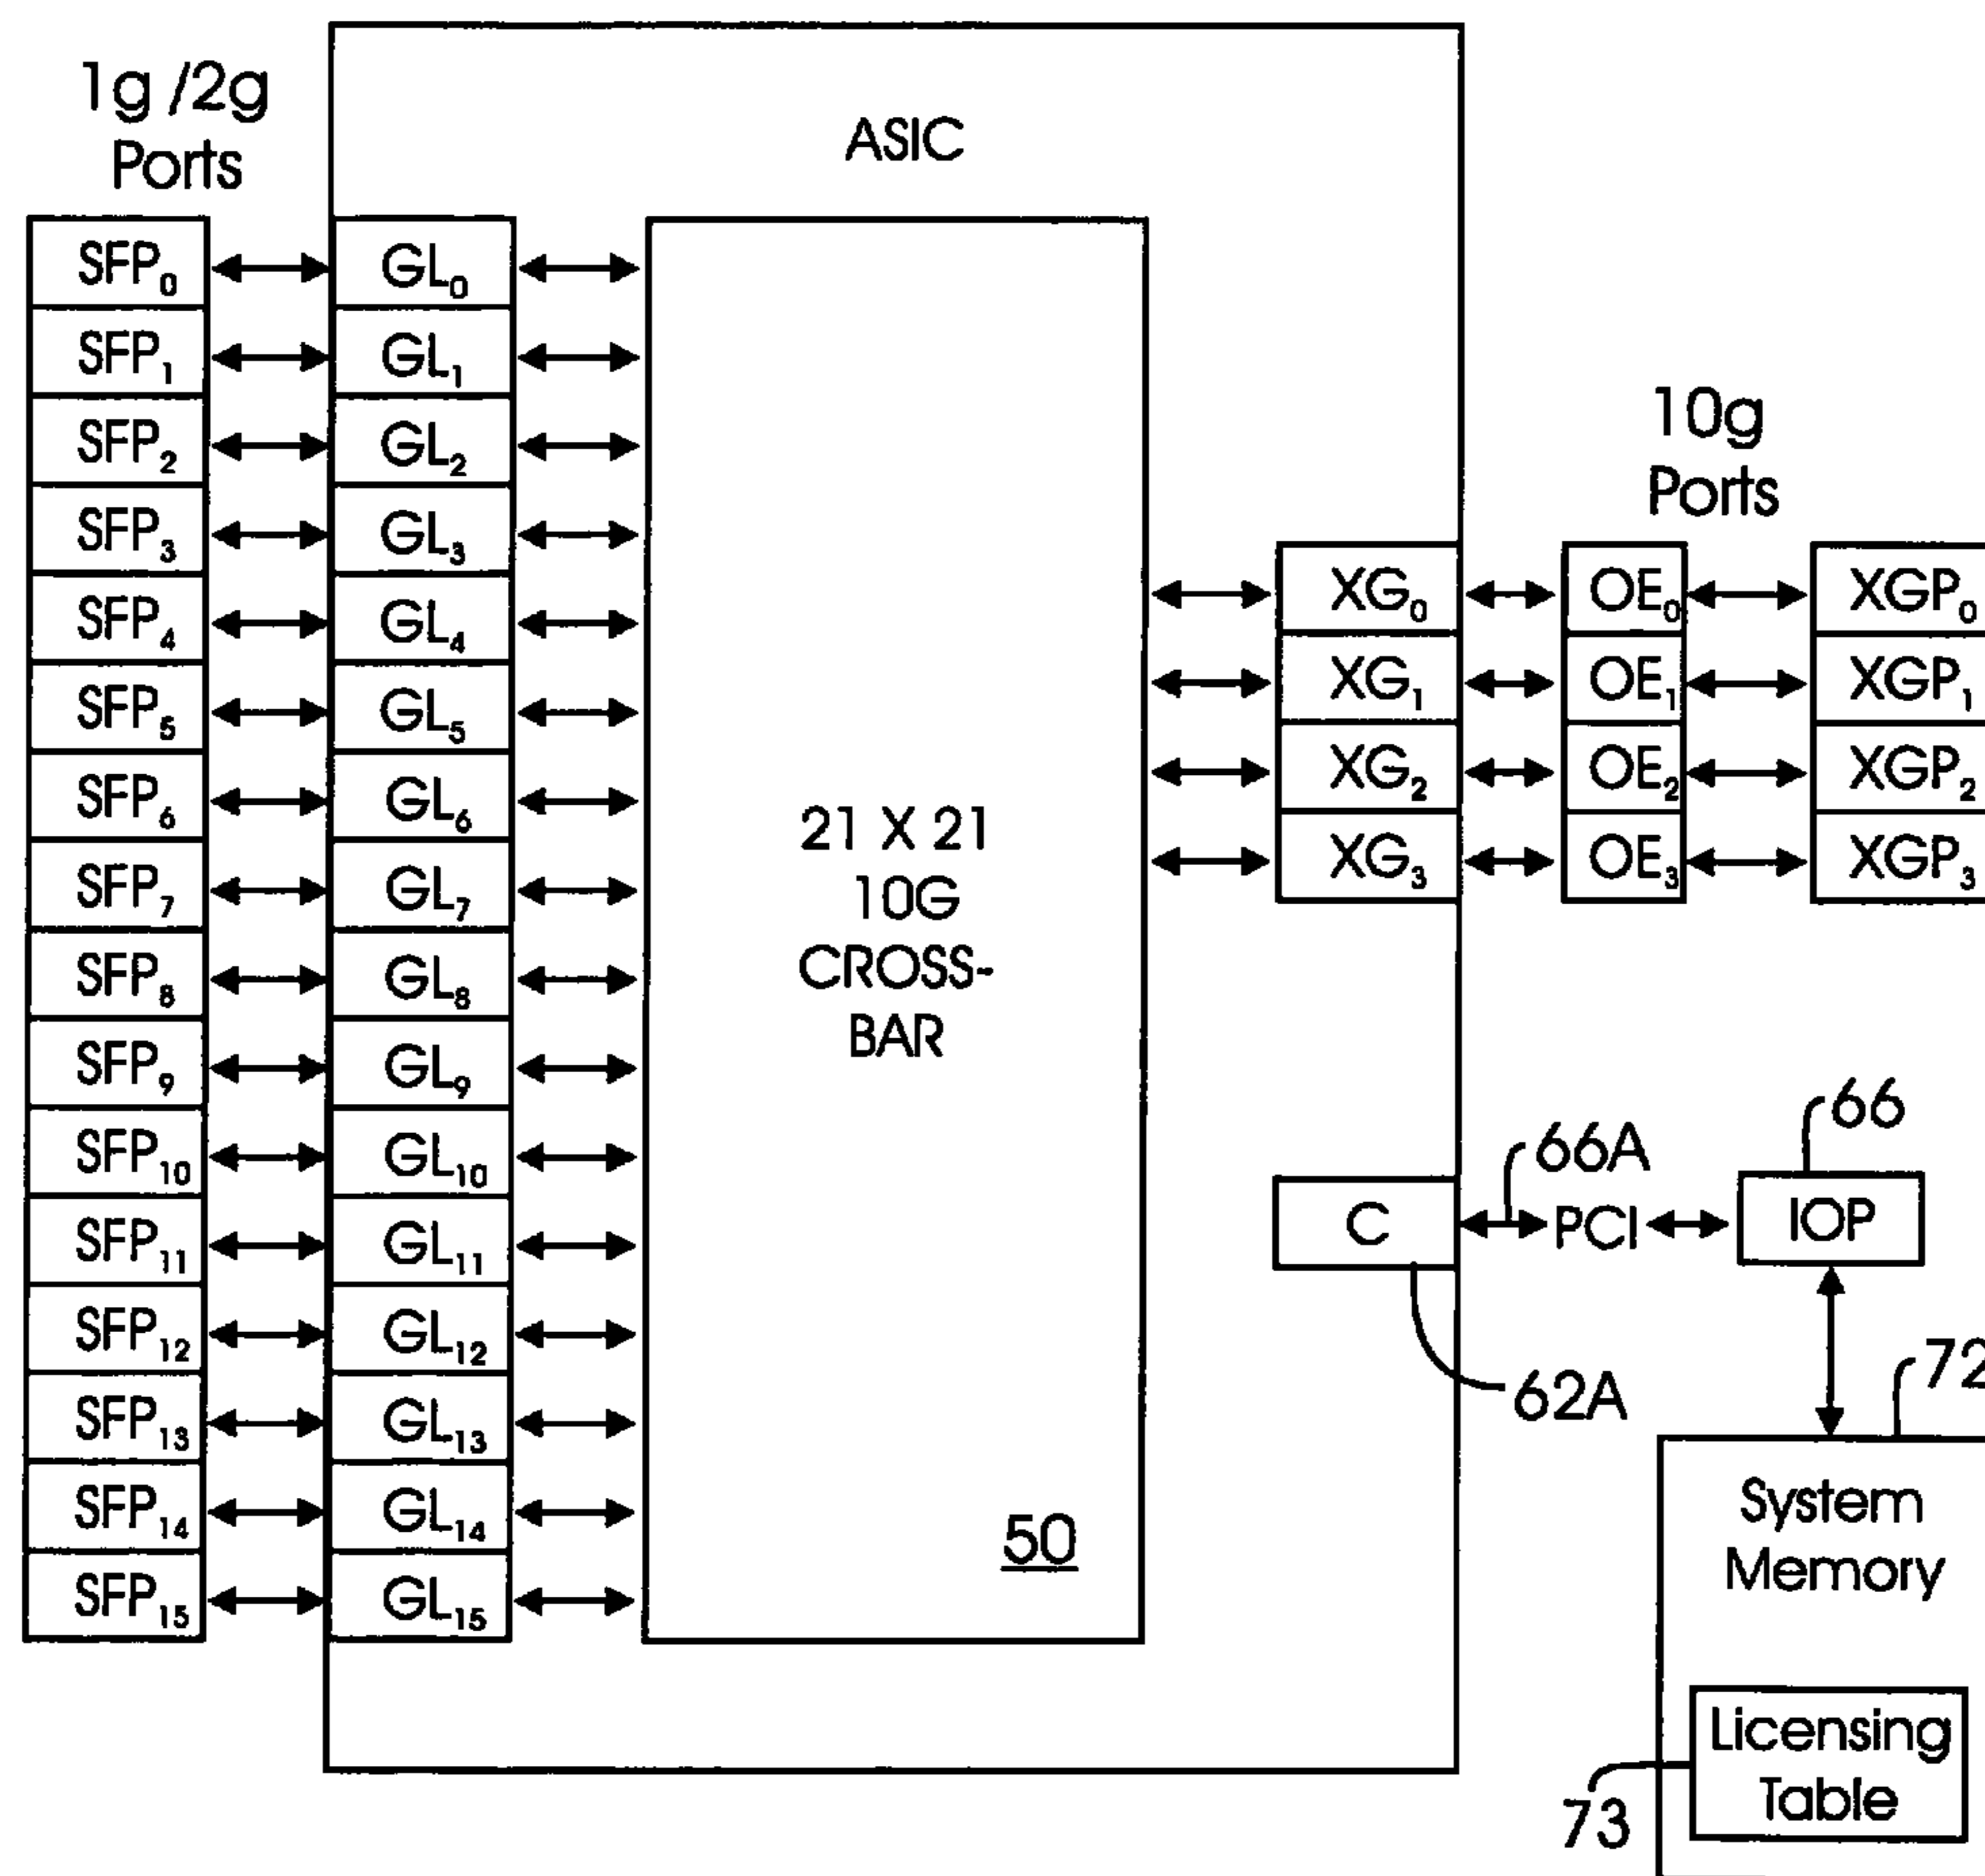 1g /2g
Ports
ASIC
SFP0 GL0
SFP1 GL1
SFP2 GL2
SFP3 GL3
SFP4 GL4
SFP5 GL5
SFP6 GL6
SFP7 GL7
SFP8 GL8
SFP9 GL9
SFP10 GL10
SFP11 GL11
SFP12 GL12
SFP13 GL13
SFP14 GL14
SFP15 GL15
21 X 21
10G
CROSS-
BAR
50
10g
Ports
XG0 OE0 XGP0
XG1 OE1 XGP1
XG2 OE2 XGP2
XG3 OE3 XGP3
66
66A
C PCI IOP
62A
72
System
Memory
Licensing
Table
73